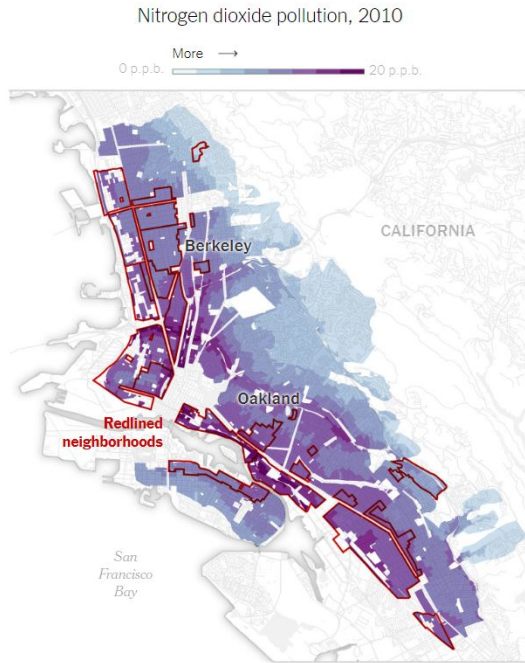 Nitrogen dioxide pollution, 2010
More →
0 p.p.b.
20 p.p.b.
CALIFORNIA
Berkeley
Oakland
Redlined
neighborhoods
San
Francisco
Bay